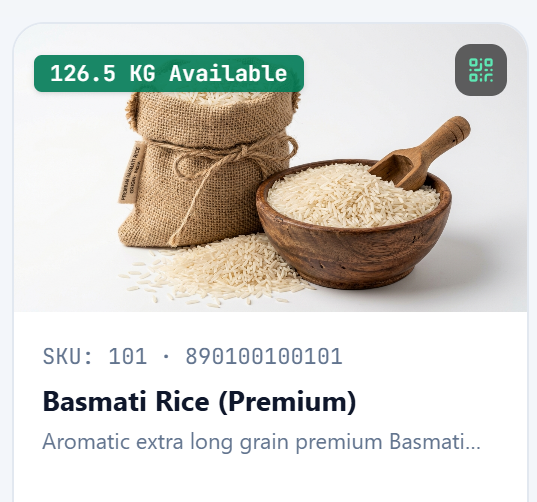 126.5 KG Available
SKU: 101 · 890100100101
Basmati Rice (Premium)
Aromatic extra long grain premium Basmati...